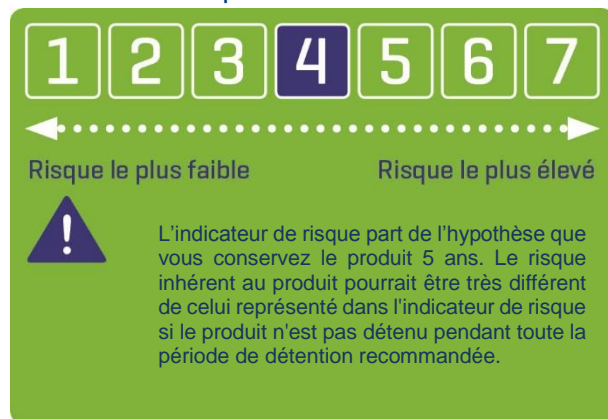 1 2 3 4 5 6 7
Risque le plus faible Risque le plus élevé
!
L’indicateur de risque part de l’hypothèse que
vous conservez le produit 5 ans. Le risque
inhérent au produit pourrait être très différent
de celui représenté dans l'indicateur de risque
si le produit n'est pas détenu pendant toute la
période de détention recommandée.